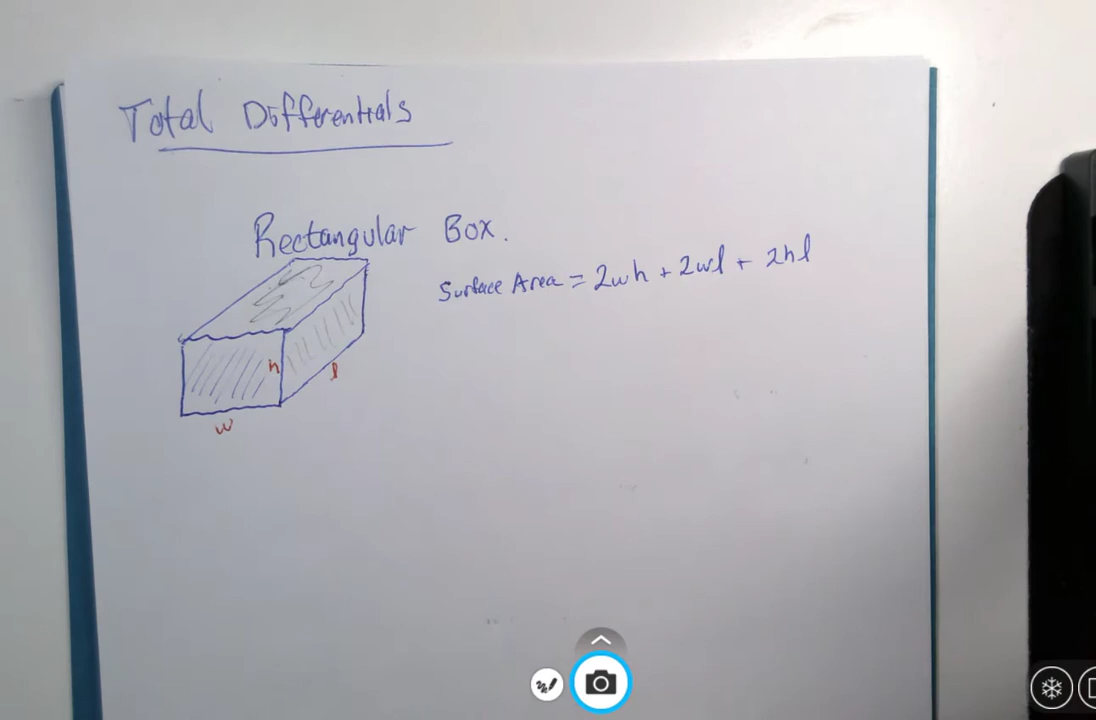 Total Differentials
Rectangular Box.
Surface Area = 2wh + 2wl + 2hl
h
l
w